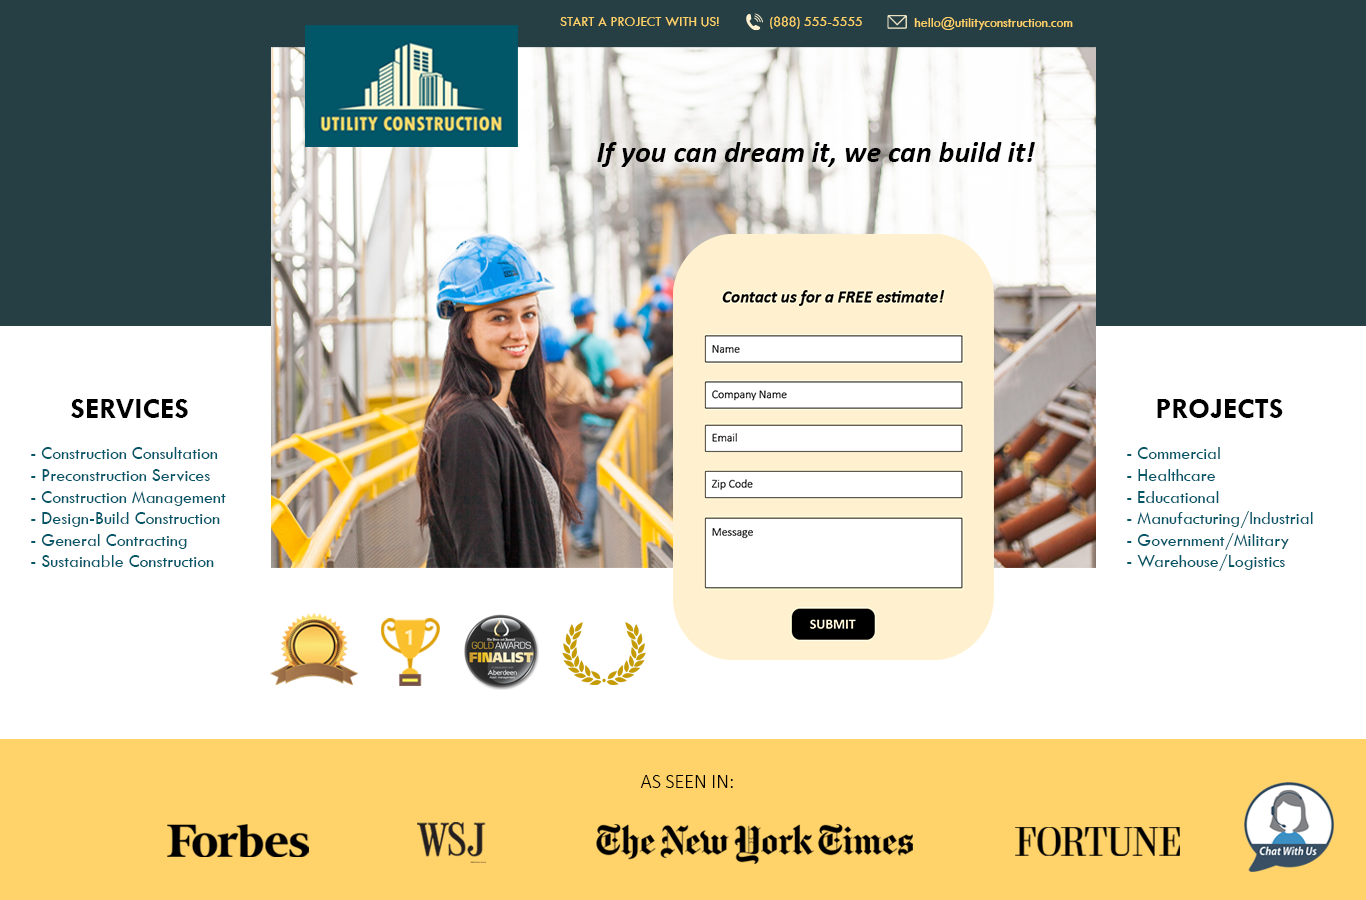 START A PROJECT WITH US!
(888) 555-5555
hello@utilityconstruction.com
UTILITY CONSTRUCTION
If you can dream it, we can build it!
Contact us for a FREE estimate!
Name
Company Name
Email
Zip Code
Message
SUBMIT
SERVICES
- Construction Consultation
- Preconstruction Services
- Construction Management
- Design-Build Construction
- General Contracting
- Sustainable Construction
PROJECTS
- Commercial
- Healthcare
- Educational
- Manufacturing/Industrial
- Government/Military
- Warehouse/Logistics
1
GOLD AWARDS
FINALIST
Aberdeen
AS SEEN IN:
Forbes
WSJ
The New York Times
FORTUNE
Chat With Us